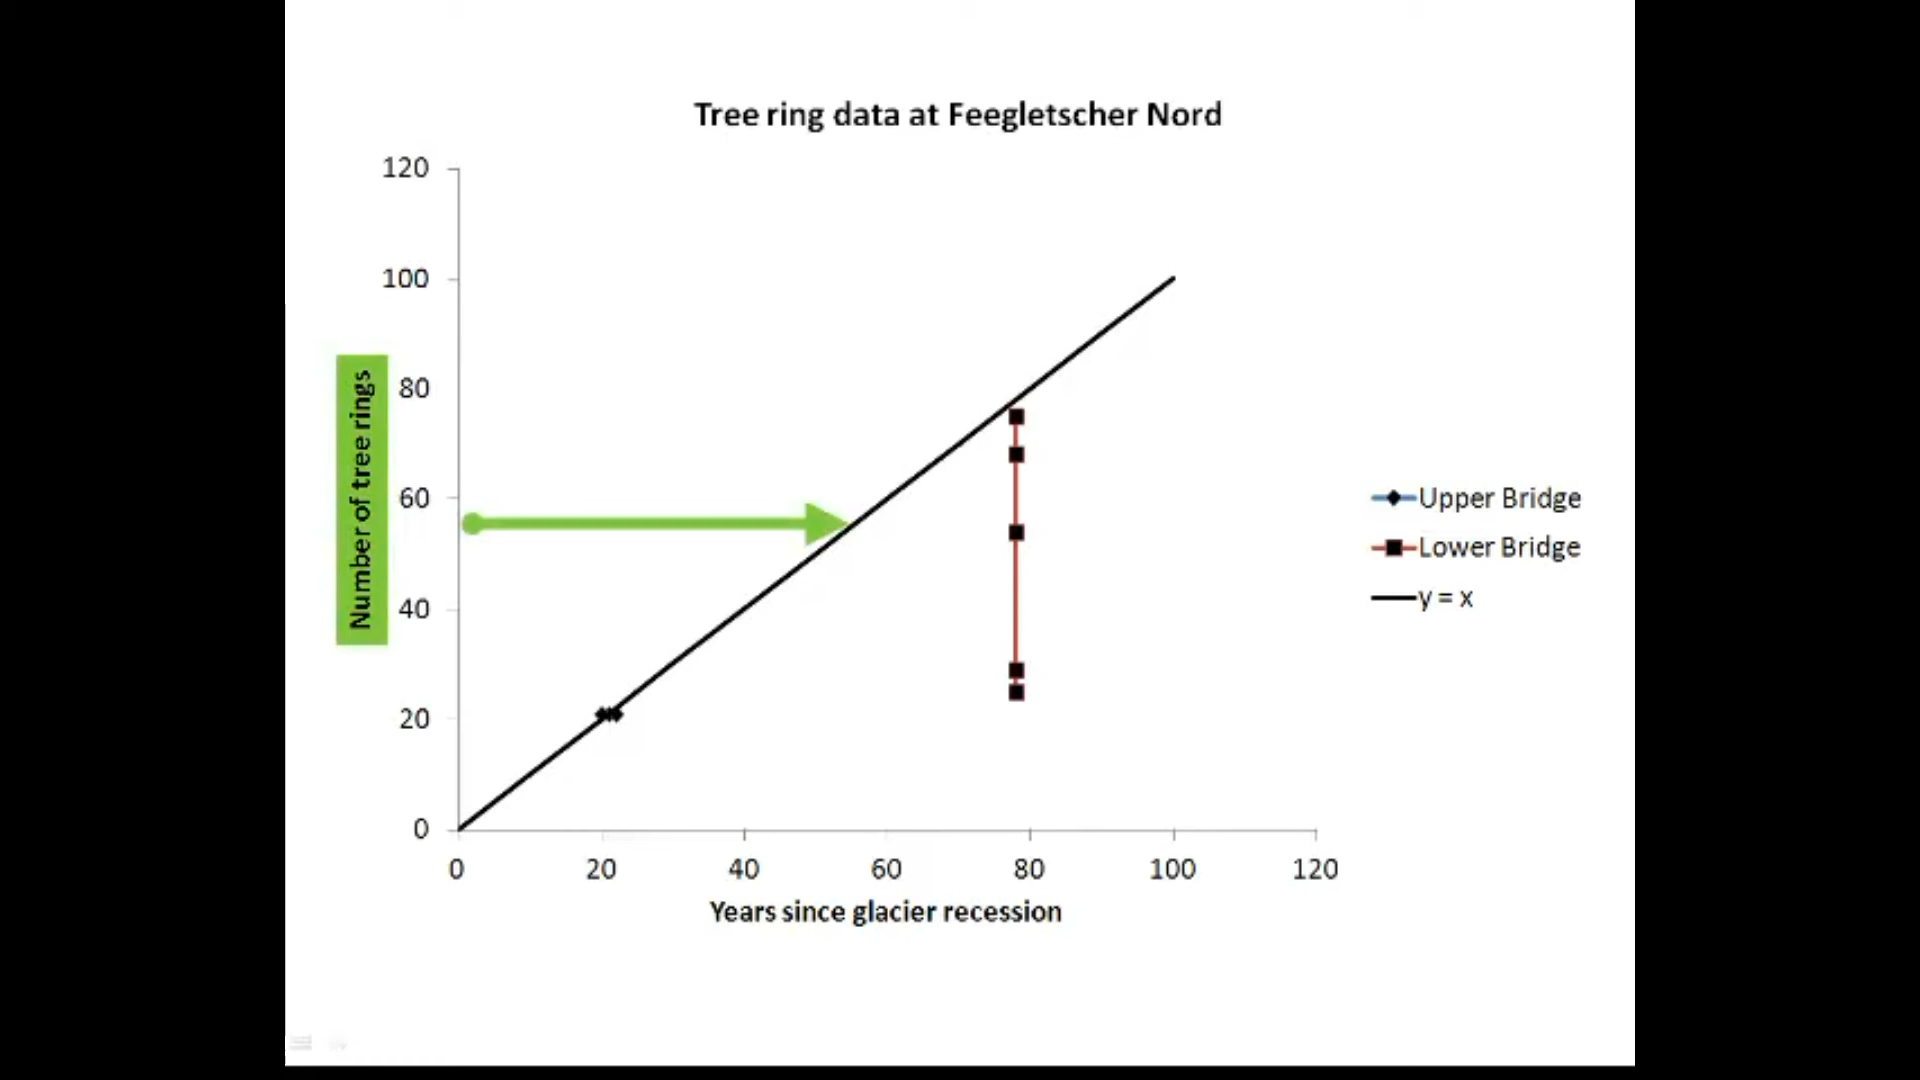 Tree ring data at Feegletscher Nord
120
100
80
60
40
20
0
Number of tree rings
0 20 40 60 80 100 120
Years since glacier recession
Upper Bridge
Lower Bridge
y = x